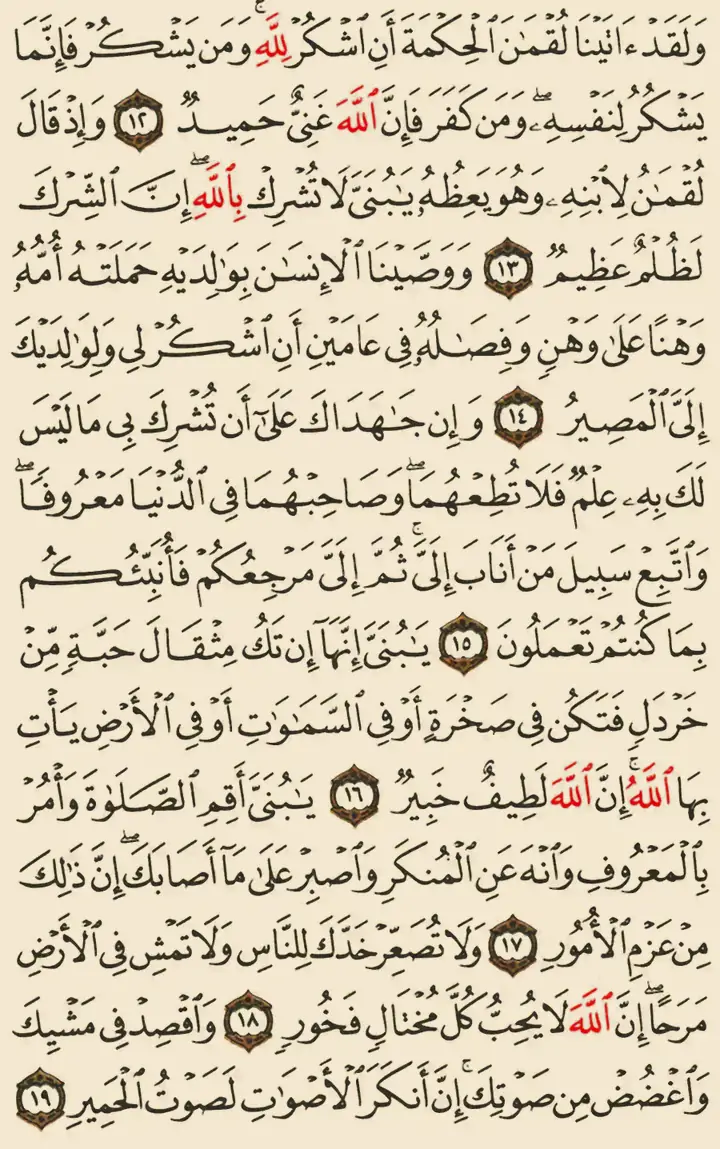 وَلَقَدْ ءَاتَيْنَا لُقْمَٰنَ ٱلْحِكْمَةَ أَنِ ٱشْكُرْ لِلَّهِۚ وَمَن يَشْكُرْ فَإِنَّمَا
يَشْكُرُ لِنَفْسِهِۦۖ وَمَن كَفَرَ فَإِنَّ ٱللَّهَ غَنِىٌّ حَمِيدٌ ١٢ وَإِذْ قَالَ
لُقْمَٰنُ لِٱبْنِهِۦ وَهُوَ يَعِظُهُۥ يَٰبُنَىَّ لَا تُشْرِكْ بِٱللَّهِۖ إِنَّ ٱلشِّرْكَ
لَظُلْمٌ عَظِيمٌ ١٣ وَوَصَّيْنَا ٱلْإِنسَٰنَ بِوَٰلِدَيْهِ حَمَلَتْهُ أُمُّهُۥ
وَهْنًا عَلَىٰ وَهْنٍ وَفِصَٰلُهُۥ فِى عَامَيْنِ أَنِ ٱشْكُرْ لِى وَلِوَٰلِدَيْكَ
إِلَىَّ ٱلْمَصِيرُ ١٤ وَإِن جَٰهَدَاكَ عَلَىٰٓ أَن تُشْرِكَ بِى مَا لَيْسَ
لَكَ بِهِۦ عِلْمٌ فَلَا تُطِعْهُمَاۖ وَصَاحِبْهُمَا فِى ٱلدُّنْيَا مَعْرُوفًاۖ
وَٱتَّبِعْ سَبِيلَ مَنْ أَنَابَ إِلَىَّۚ ثُمَّ إِلَىَّ مَرْجِعُكُمْ فَأُنَبِّئُكُم
بِمَا كُنتُمْ تَعْمَلُونَ ١٥ يَٰبُنَىَّ إِنَّهَآ إِن تَكُ مِثْقَالَ حَبَّةٍ مِّنْ
خَرْدَلٍ فَتَكُن فِى صَخْرَةٍ أَوْ فِى ٱلسَّمَٰوَٰتِ أَوْ فِى ٱلْأَرْضِ يَأْتِ
بِهَا ٱللَّهُۚ إِنَّ ٱللَّهَ لَطِيفٌ خَبِيرٌ ١٦ يَٰبُنَىَّ أَقِمِ ٱلصَّلَوٰةَ وَأْمُرْ
بِٱلْمَعْرُوفِ وَٱنْهَ عَنِ ٱلْمُنكَرِ وَٱصْبِرْ عَلَىٰ مَآ أَصَابَكَۖ إِنَّ ذَٰلِكَ
مِنْ عَزْمِ ٱلْأُمُورِ ١٧ وَلَا تُصَعِّرْ خَدَّكَ لِلنَّاسِ وَلَا تَمْشِ فِى ٱلْأَرْضِ
مَرَحًاۖ إِنَّ ٱللَّهَ لَا يُحِبُّ كُلَّ مُخْتَالٍ فَخُورٍ ١٨ وَٱقْصِدْ فِى مَشْيِكَ
وَٱغْضُضْ مِن صَوْتِكَۚ إِنَّ أَنكَرَ ٱلْأَصْوَٰتِ لَصَوْتُ ٱلْحَمِيرِ ١٩